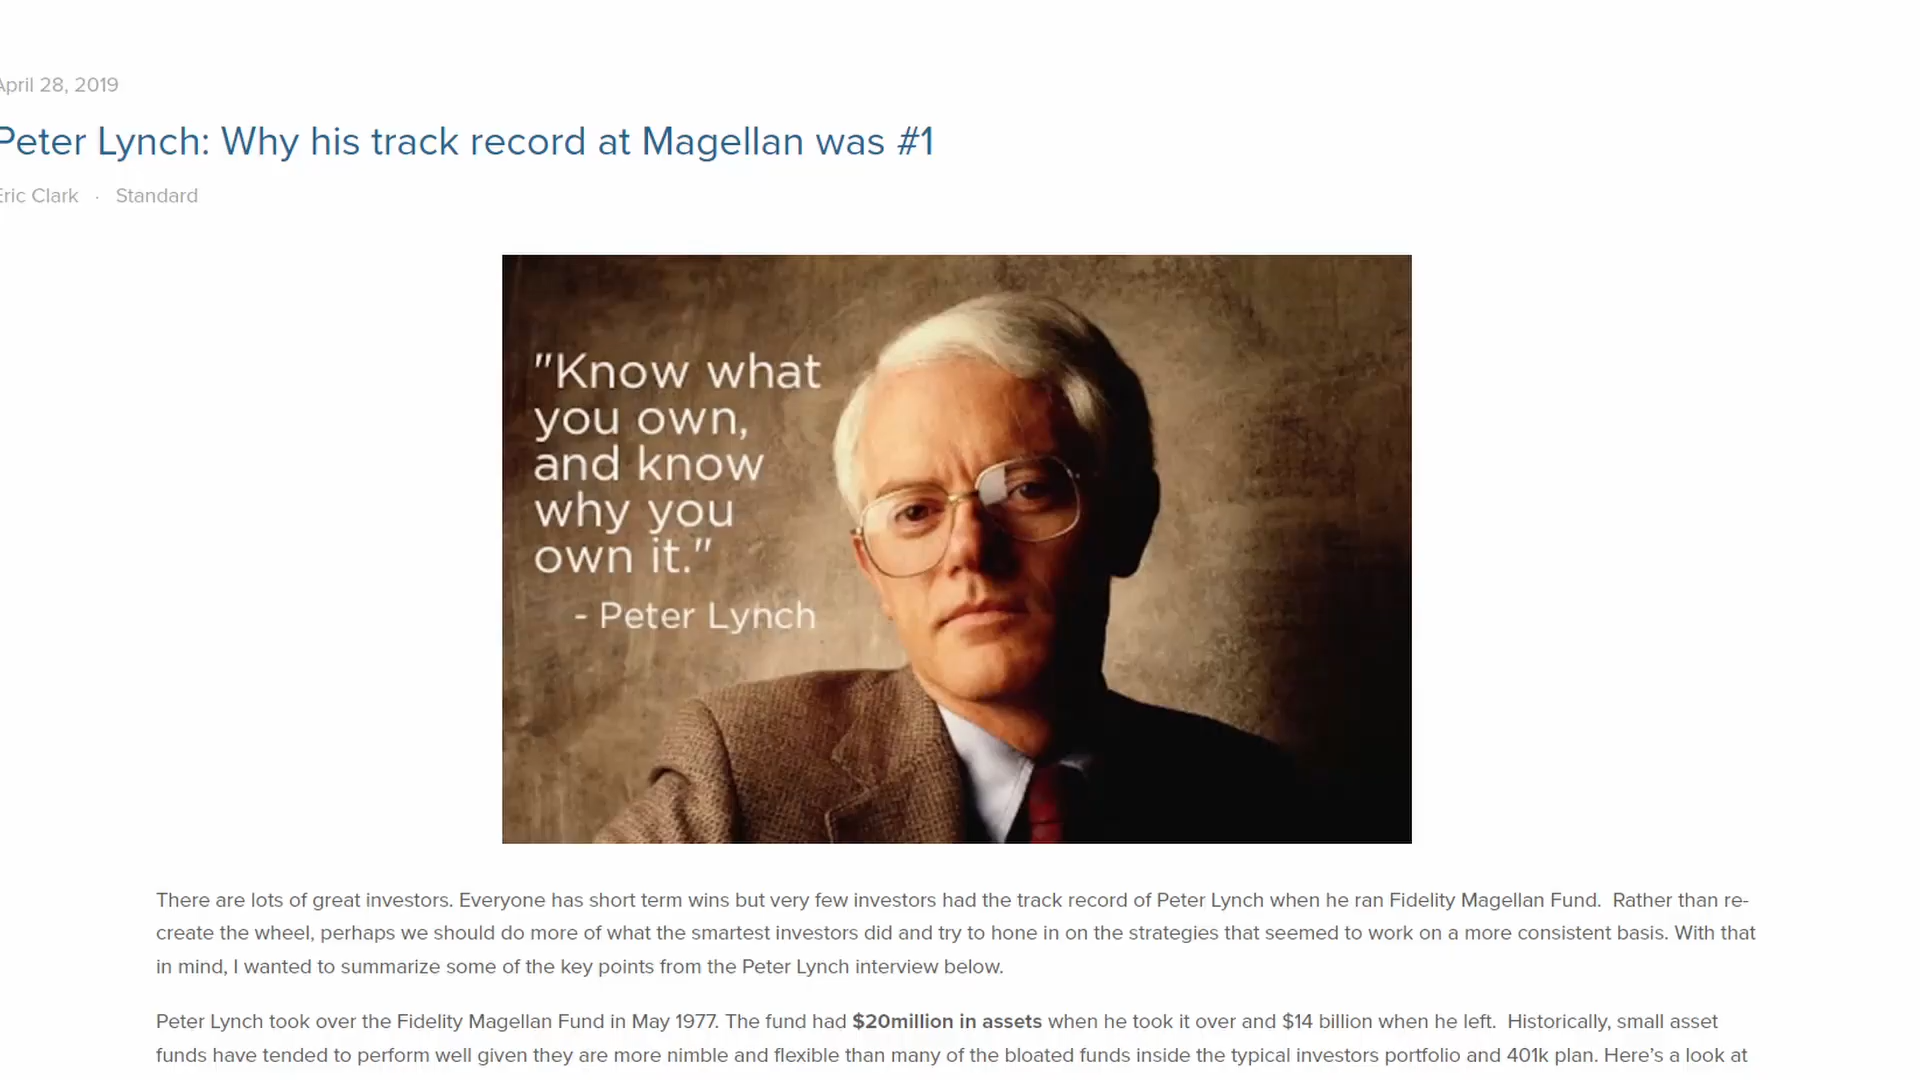 April 28, 2019
Peter Lynch: Why his track record at Magellan was #1
Eric Clark · Standard
"Know what
you own,
and know
why you
own it."
- Peter Lynch
There are lots of great investors. Everyone has short term wins but very few investors had the track record of Peter Lynch when he ran Fidelity Magellan Fund.  Rather than re-
create the wheel, perhaps we should do more of what the smartest investors did and try to hone in on the strategies that seemed to work on a more consistent basis. With that
in mind, I wanted to summarize some of the key points from the Peter Lynch interview below.
Peter Lynch took over the Fidelity Magellan Fund in May 1977. The fund had $20million in assets when he took it over and $14 billion when he left.  Historically, small asset
funds have tended to perform well given they are more nimble and flexible than many of the bloated funds inside the typical investors portfolio and 401k plan. Here's a look at